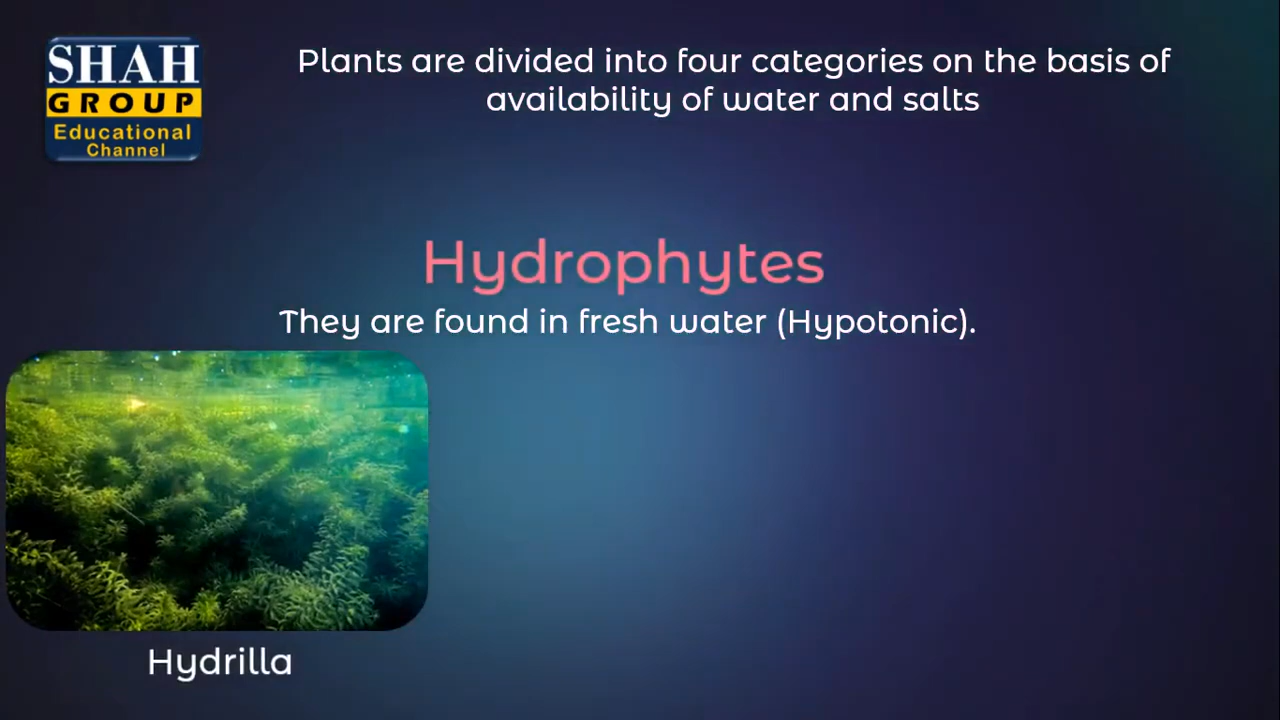 SHAH
GROUP
Educational
Channel
Plants are divided into four categories on the basis of
availability of water and salts
Hydrophytes
They are found in fresh water (Hypotonic).
Hydrilla